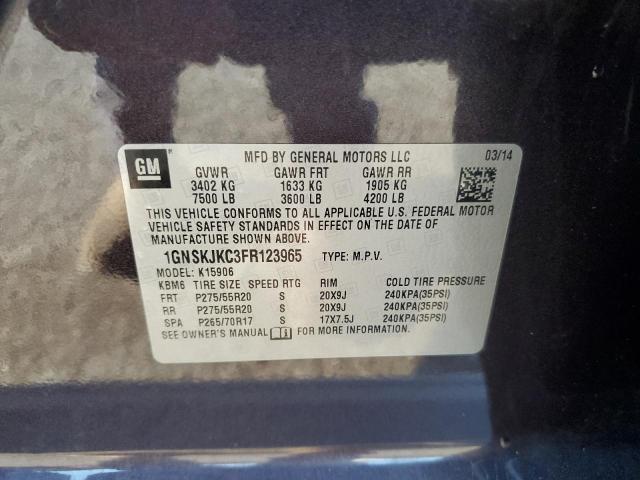 GM
MFD BY GENERAL MOTORS LLC 03/14
GVWR GAWR FRT GAWR RR
3402 KG 1633 KG 1905 KG
7500 LB 3600 LB 4200 LB
THIS VEHICLE CONFORMS TO ALL APPLICABLE U.S. FEDERAL MOTOR
VEHICLE SAFETY STANDARDS IN EFFECT ON THE DATE OF
MANUFACTURE SHOWN ABOVE.
1GNSKJKC3FR123965 TYPE: M.P.V.
MODEL: K15906
KBM6 TIRE SIZE SPEED RTG RIM COLD TIRE PRESSURE
FRT P275/55R20 S 20X9J 240KPA(35PSI)
RR P275/55R20 S 20X9J 240KPA(35PSI)
SPA P265/70R17 S 17X7.5J 240KPA(35PSI)
SEE OWNER'S MANUAL FOR MORE INFORMATION.